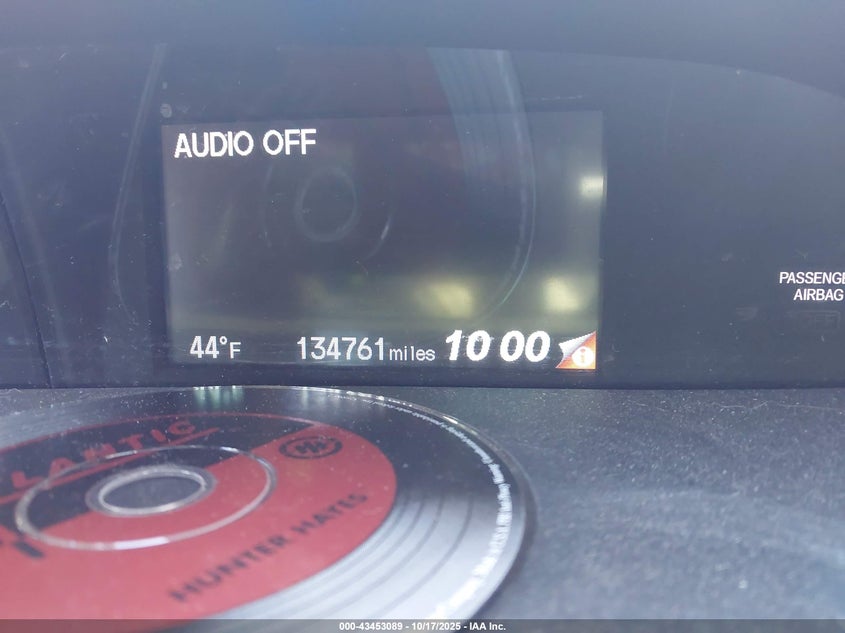 AUDIO OFF
PASSENGE
AIRBAG
44°F
134761 miles
10 00
LANTIC
HUNTER HAYES
000-43453089 - 10/17/2025 - IAA Inc.